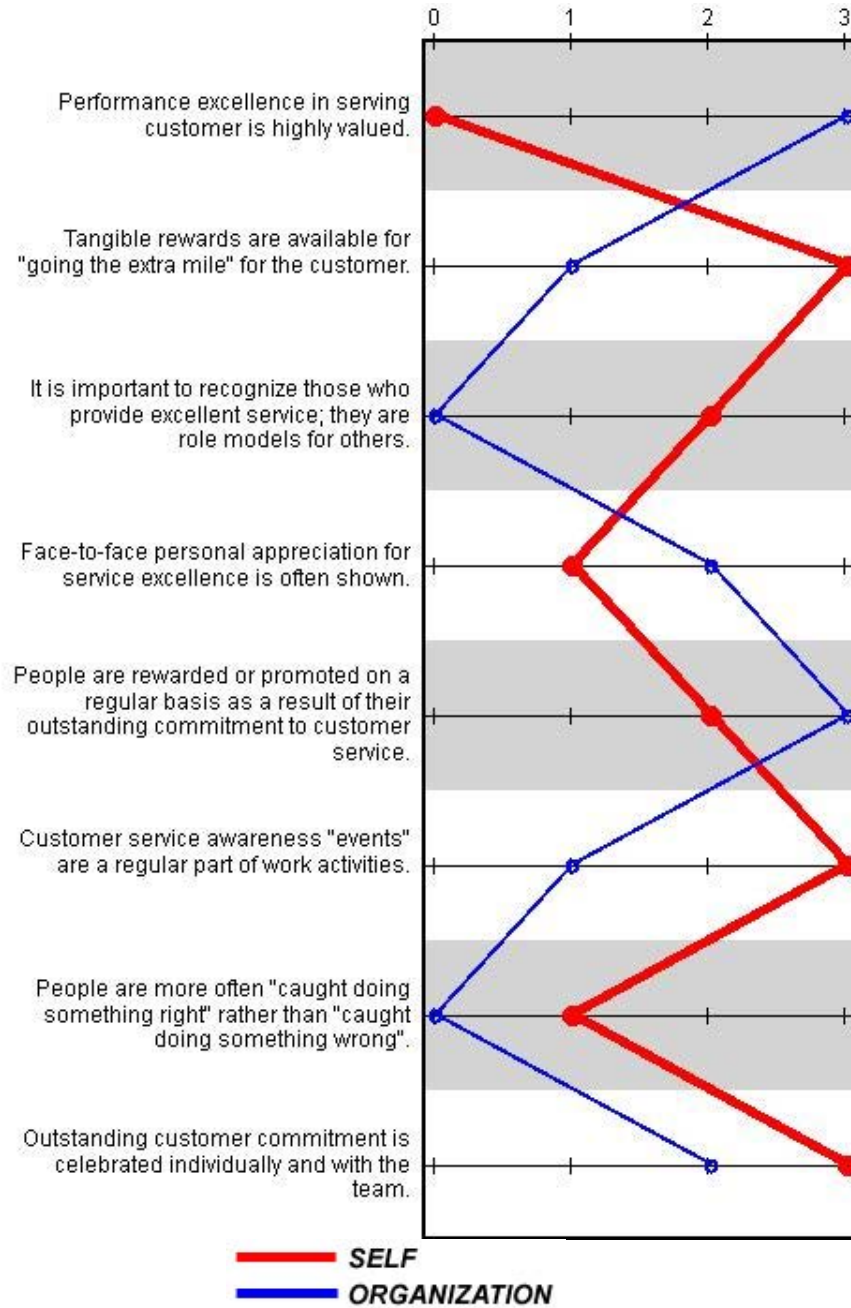 0 1 2 3
Performance excellence in serving
customer is highly valued.
Tangible rewards are available for
"going the extra mile" for the customer.
It is important to recognize those who
provide excellent service; they are
role models for others.
Face-to-face personal appreciation for
service excellence is often shown.
People are rewarded or promoted on a
regular basis as a result of their
outstanding commitment to customer
service.
Customer service awareness "events"
are a regular part of work activities.
People are more often "caught doing
something right" rather than "caught
doing something wrong".
Outstanding customer commitment is
celebrated individually and with the
team.
SELF
ORGANIZATION